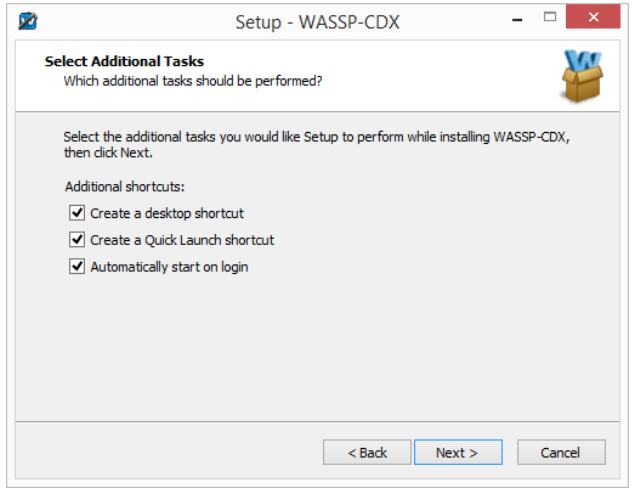 Setup - WASSP-CDX
Select Additional Tasks
Which additional tasks should be performed?
W
Select the additional tasks you would like Setup to perform while installing WASSP-CDX,
then click Next.
Additional shortcuts:
Create a desktop shortcut
Create a Quick Launch shortcut
Automatically start on login
< Back
Next >
Cancel